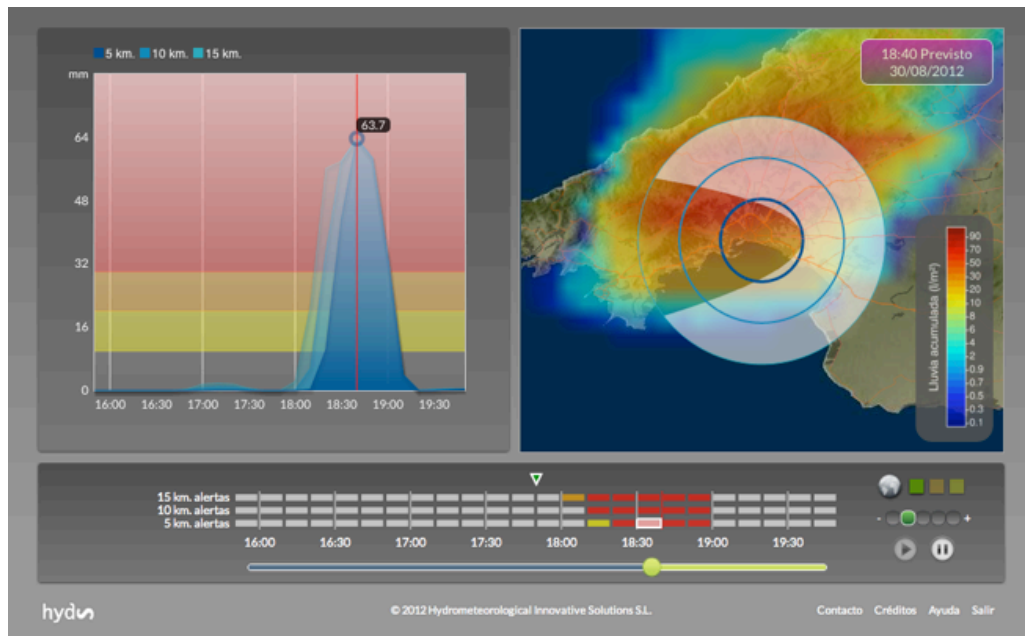 5 km. 10 km. 15 km.
mm
64
48
32
16
0
63.7
16:00 16:30 17:00 17:30 18:00 18:30 19:00 19:30
18:40 Previsto
30/08/2012
Lluvia acumulada (l/m²)
90
70
50
30
20
10
8
6
4
2
0.9
0.7
0.5
0.3
0.1
15 km. alertas
10 km. alertas
5 km. alertas
16:00 16:30 17:00 17:30 18:00 18:30 19:00 19:30
- +
hyds
© 2012 Hydrometeorological Innovative Solutions S.L.
Contacto Créditos Ayuda Salir